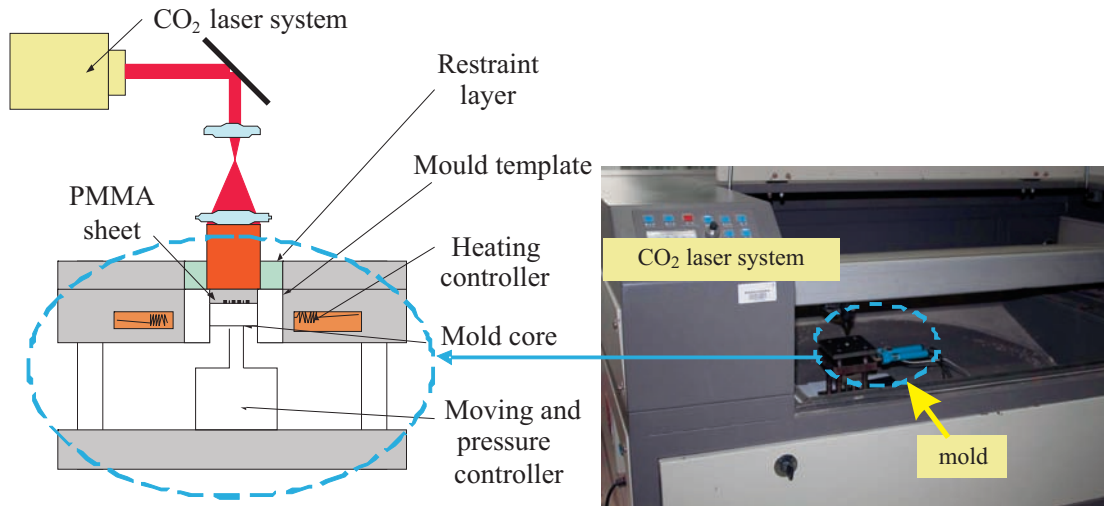 CO₂ laser system
Restraint
layer
Mould template
PMMA
sheet
Heating
controller
Mold core
Moving and
pressure
controller
CO₂ laser system
mold